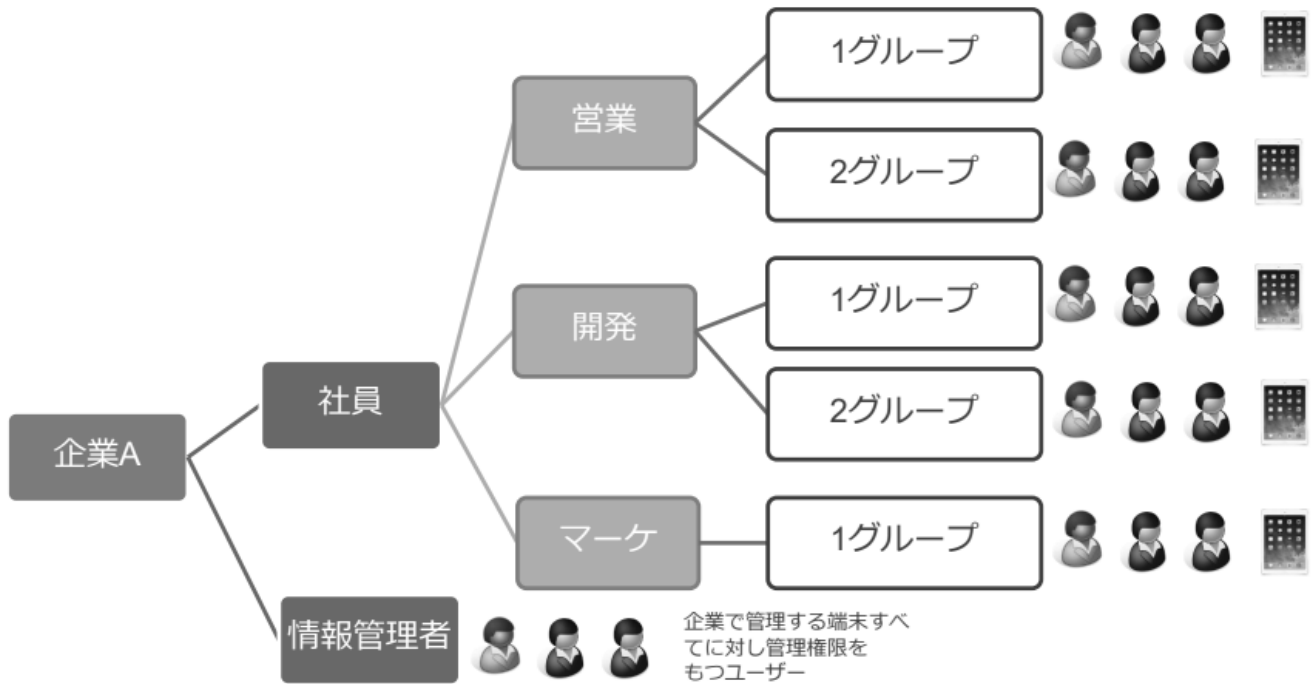 1グループ
営業
2グループ
1グループ
開発
2グループ
社員
企業A
マーケ
1グループ
情報管理者
企業で管理する端末すべ
てに対し管理権限を
もつユーザー